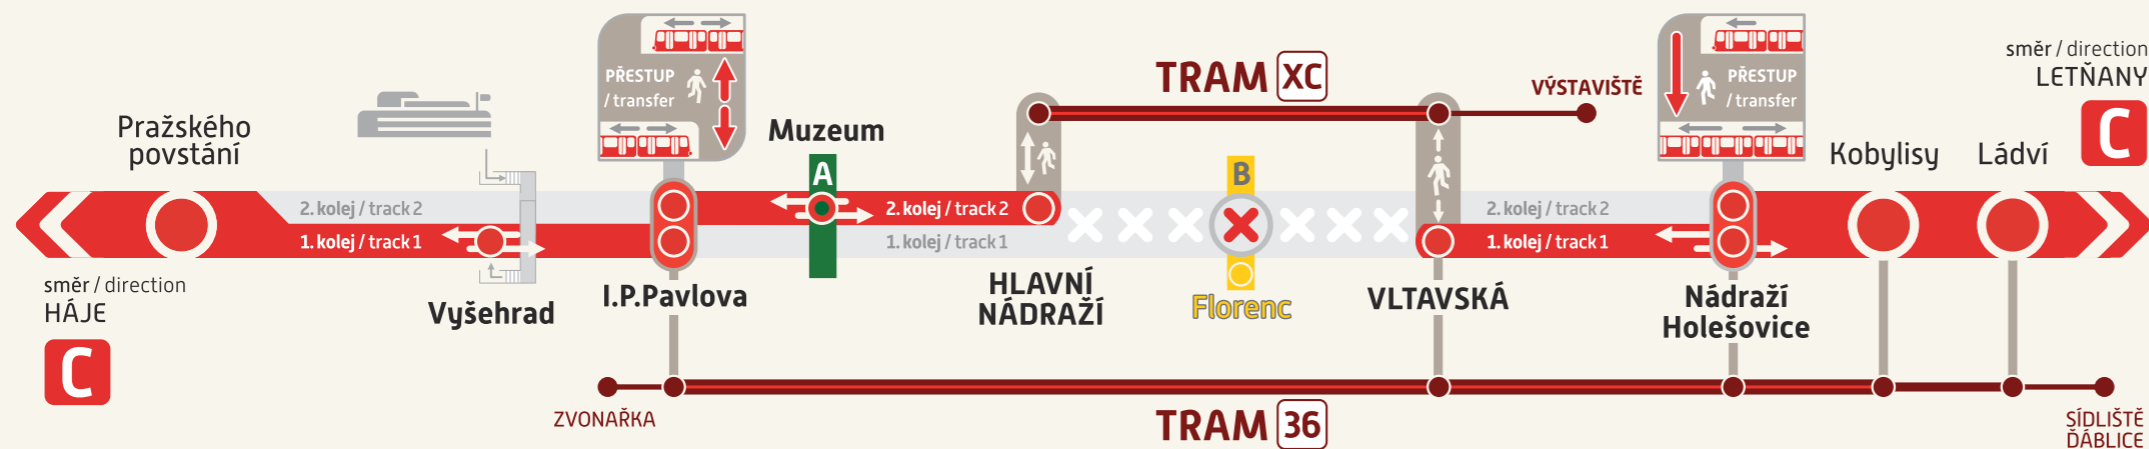 Pražského
povstání
směr / direction
HÁJE
C
2. kolej / track 2
1. kolej / track 1
Vyšehrad
PŘESTUP
/ transfer
I.P.Pavlova
Muzeum
A
2. kolej / track 2
1. kolej / track 1
HLAVNÍ
NÁDRAŽÍ
TRAM XC
VÝSTAVIŠTĚ
B
Florenc
VLTAVSKÁ
2. kolej / track 2
1. kolej / track 1
PŘESTUP
/ transfer
Nádraží
Holešovice
Kobylisy
Ládví
směr / direction
LETŇANY
C
ZVONAŘKA
TRAM 36
SÍDLIŠTĚ
ĎÁBLICE